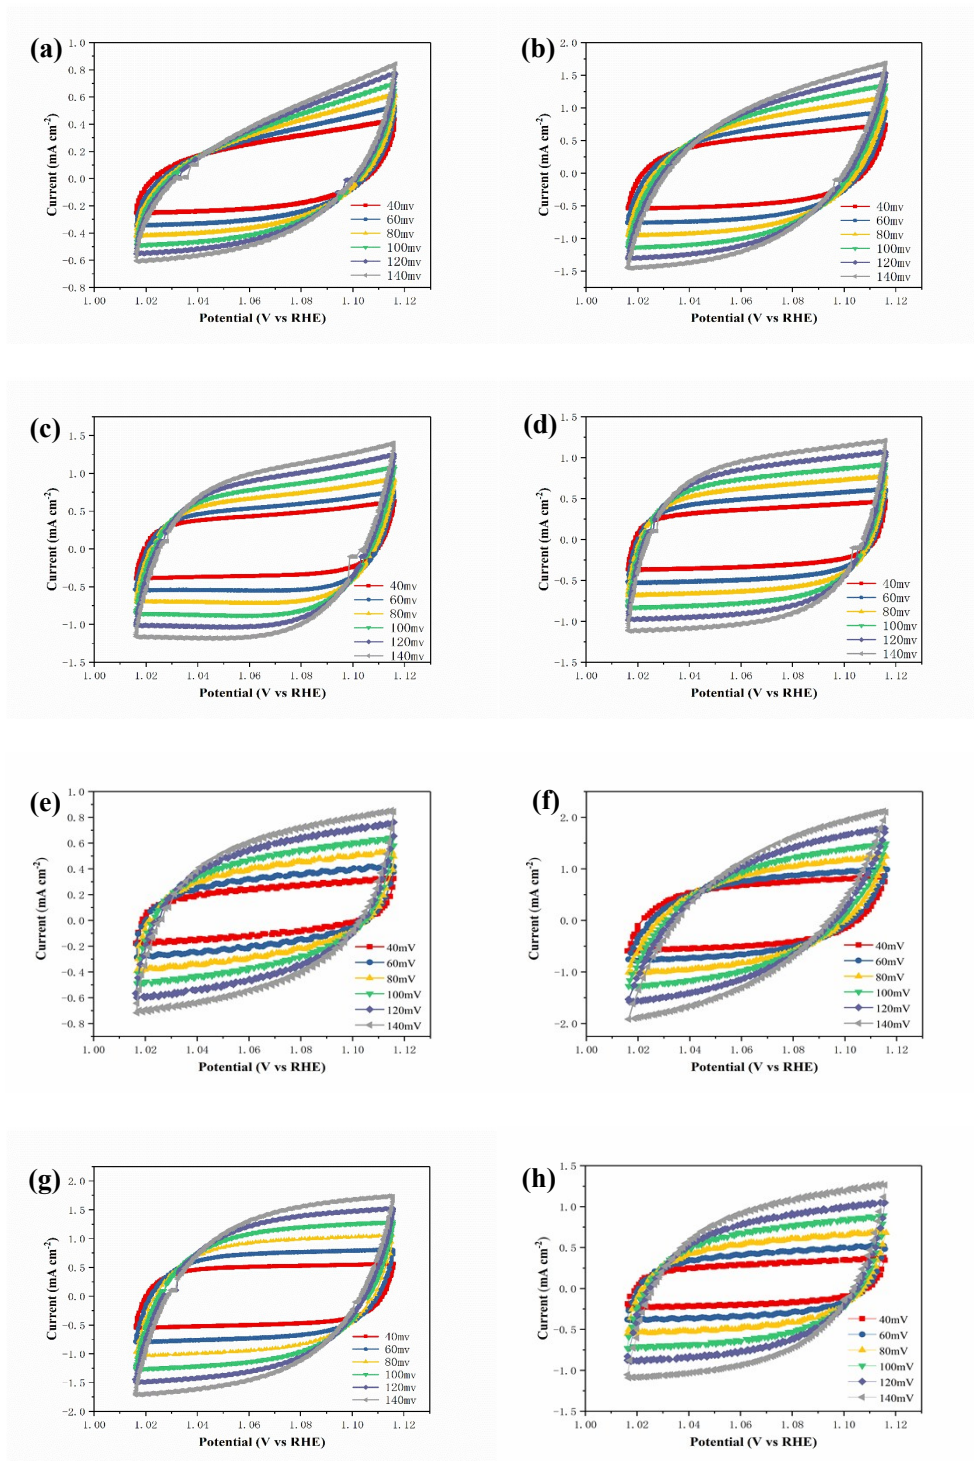 (a)
1.0
0.8
0.6
0.4
0.2
0.0
-0.2
-0.4
-0.6
-0.8
Current (mA cm-2)
40mv
60mv
80mv
100mv
120mv
140mv
1.00 1.02 1.04 1.06 1.08 1.10 1.12
Potential (V vs RHE)
(b)
2.0
1.5
1.0
0.5
0.0
-0.5
-1.0
-1.5
Current (mA cm-2)
40mv
60mv
80mv
100mv
120mv
140mv
1.00 1.02 1.04 1.06 1.08 1.10 1.12
Potential (V vs RHE)
(c)
1.5
1.0
0.5
0.0
-0.5
-1.0
-1.5
Current (mA cm-2)
40mv
60mv
80mv
100mv
120mv
140mv
1.00 1.02 1.04 1.06 1.08 1.10 1.12
Potential (V vs RHE)
(d)
1.5
1.0
0.5
0.0
-0.5
-1.0
-1.5
Current (mA cm-2)
40mv
60mv
80mv
100mv
120mv
140mv
1.00 1.02 1.04 1.06 1.08 1.10 1.12
Potential (V vs RHE)
(e)
1.0
0.8
0.6
0.4
0.2
0.0
-0.2
-0.4
-0.6
-0.8
Current (mA cm-2)
40mV
60mV
80mV
100mV
120mV
140mV
1.00 1.02 1.04 1.06 1.08 1.10 1.12
Potential (V vs RHE)
(f)
2.0
1.0
0.0
-1.0
-2.0
Current (mA cm-2)
40mV
60mV
80mV
100mV
120mV
140mV
1.00 1.02 1.04 1.06 1.08 1.10 1.12
Potential (V vs RHE)
(g)
2.0
1.5
1.0
0.5
0.0
-0.5
-1.0
-1.5
-2.0
Current (mA cm-2)
40mv
60mv
80mv
100mv
120mv
140mv
1.00 1.02 1.04 1.06 1.08 1.10 1.12
Potential (V vs RHE)
(h)
1.5
1.0
0.5
0.0
-0.5
-1.0
-1.5
Current (mA cm-2)
40mV
60mV
80mV
100mV
120mV
140mV
1.00 1.02 1.04 1.06 1.08 1.10 1.12
Potential (V vs RHE)